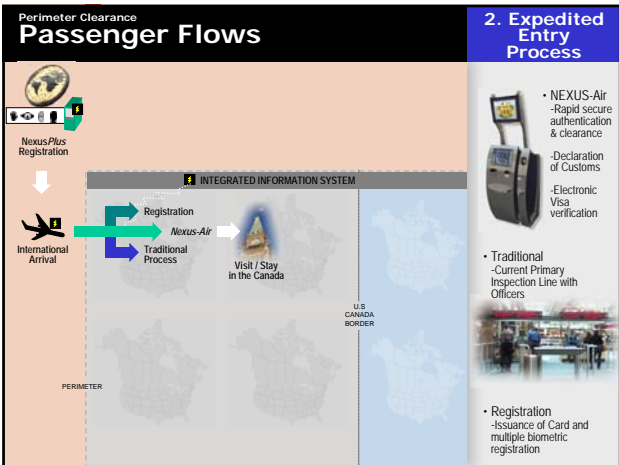 Perimeter Clearance
Passenger Flows
2. Expedited
Entry
Process
NexusPlus
Registration
INTEGRATED INFORMATION SYSTEM
International
Arrival
Registration
Nexus-Air
Traditional
Process
Visit / Stay
in the Canada
U.S
CANADA
BORDER
PERIMETER
• NEXUS-Air
-Rapid secure
authentication
& clearance
-Declaration
of Customs
-Electronic
Visa
verification
• Traditional
-Current Primary
Inspection Line with
Officers
• Registration
-Issuance of Card and
multiple biometric
registration